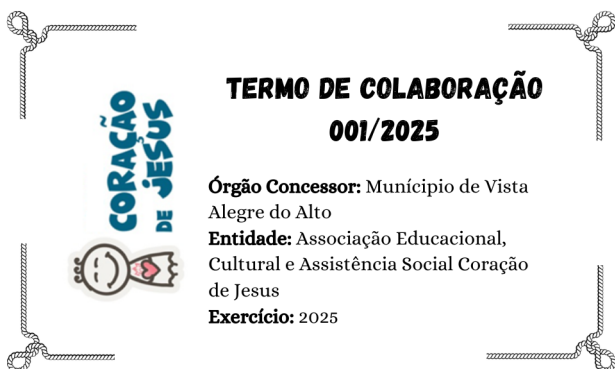 CORAÇÃO
DE JESUS
TERMO DE COLABORAÇÃO
001/2025
Órgão Concessor: Munícipio de Vista
Alegre do Alto
Entidade: Associação Educacional,
Cultural e Assistência Social Coração
de Jesus
Exercício: 2025